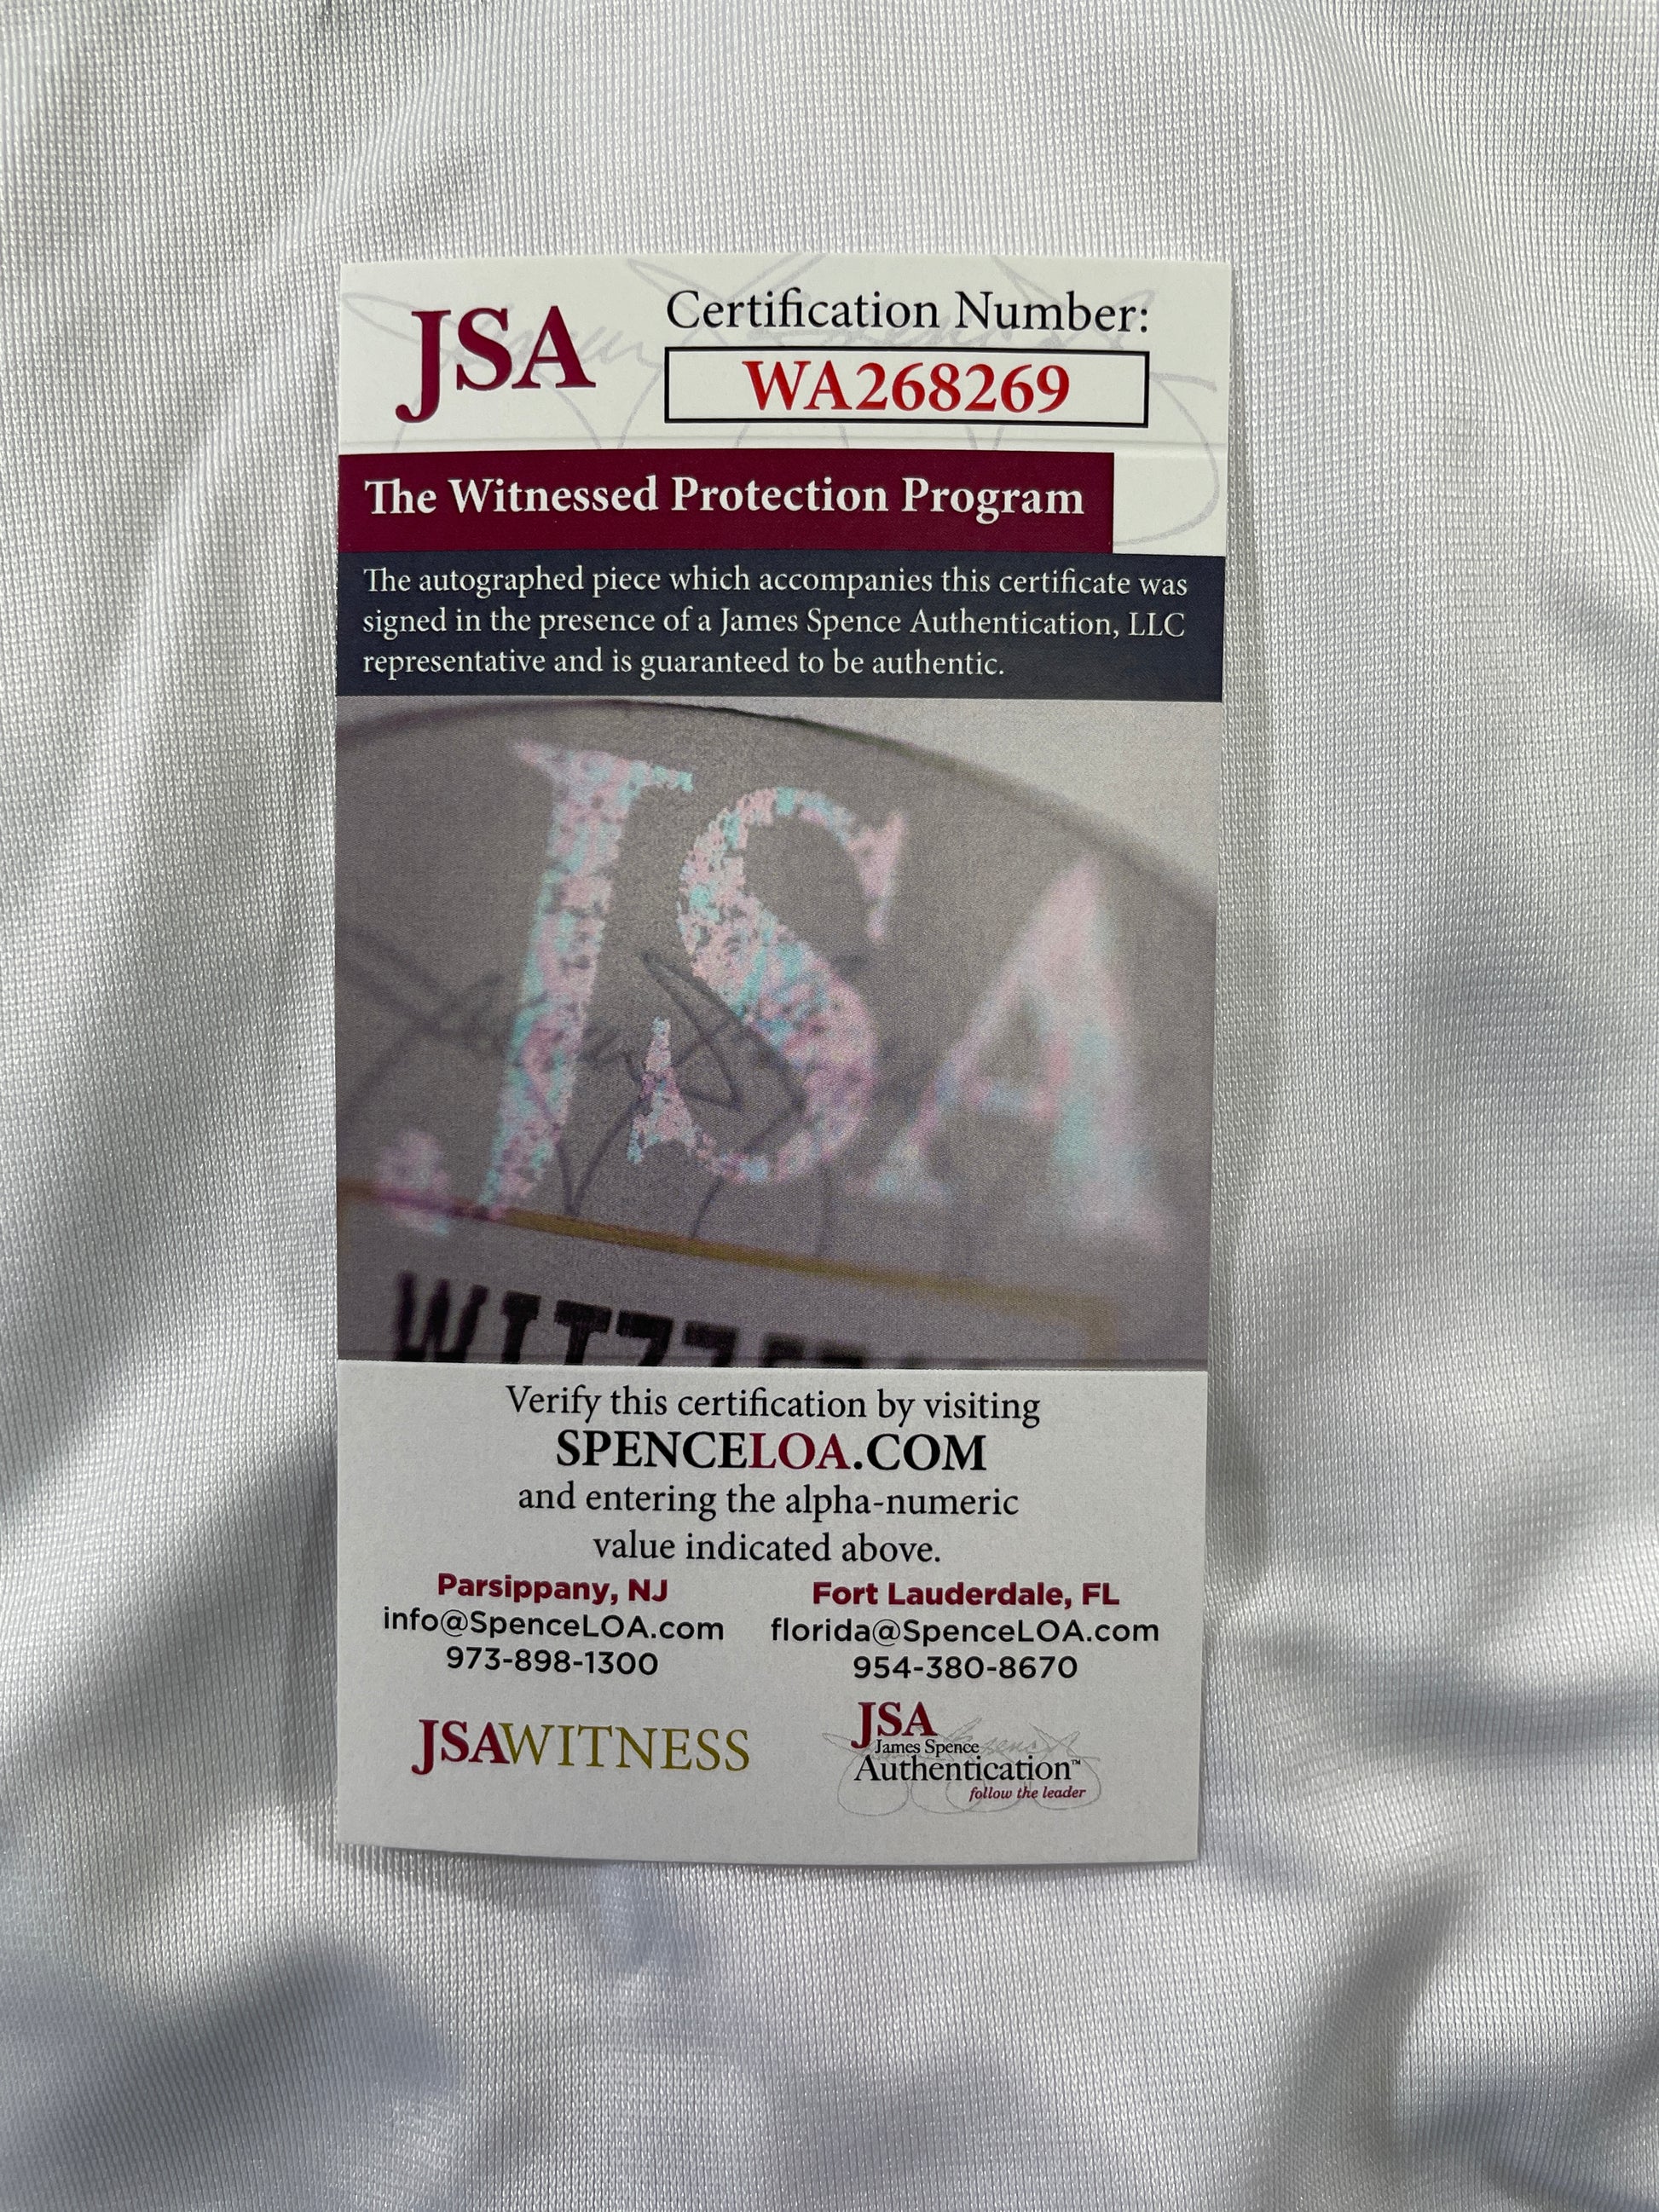 JSA
Certification Number:
WA268269
The Witnessed Protection Program
The autographed piece which accompanies this certificate was
signed in the presence of a James Spence Authentication, LLC
representative and is guaranteed to be authentic.
JSA
Verify this certification by visiting
SPENCELOA.COM
and entering the alpha-numeric
value indicated above.
Parsippany, NJ
info@SpenceLOA.com
973-898-1300
Fort Lauderdale, FL
florida@SpenceLOA.com
954-380-8670
JSAWITNESS
JSA
James Spence
Authentication™
follow the leader